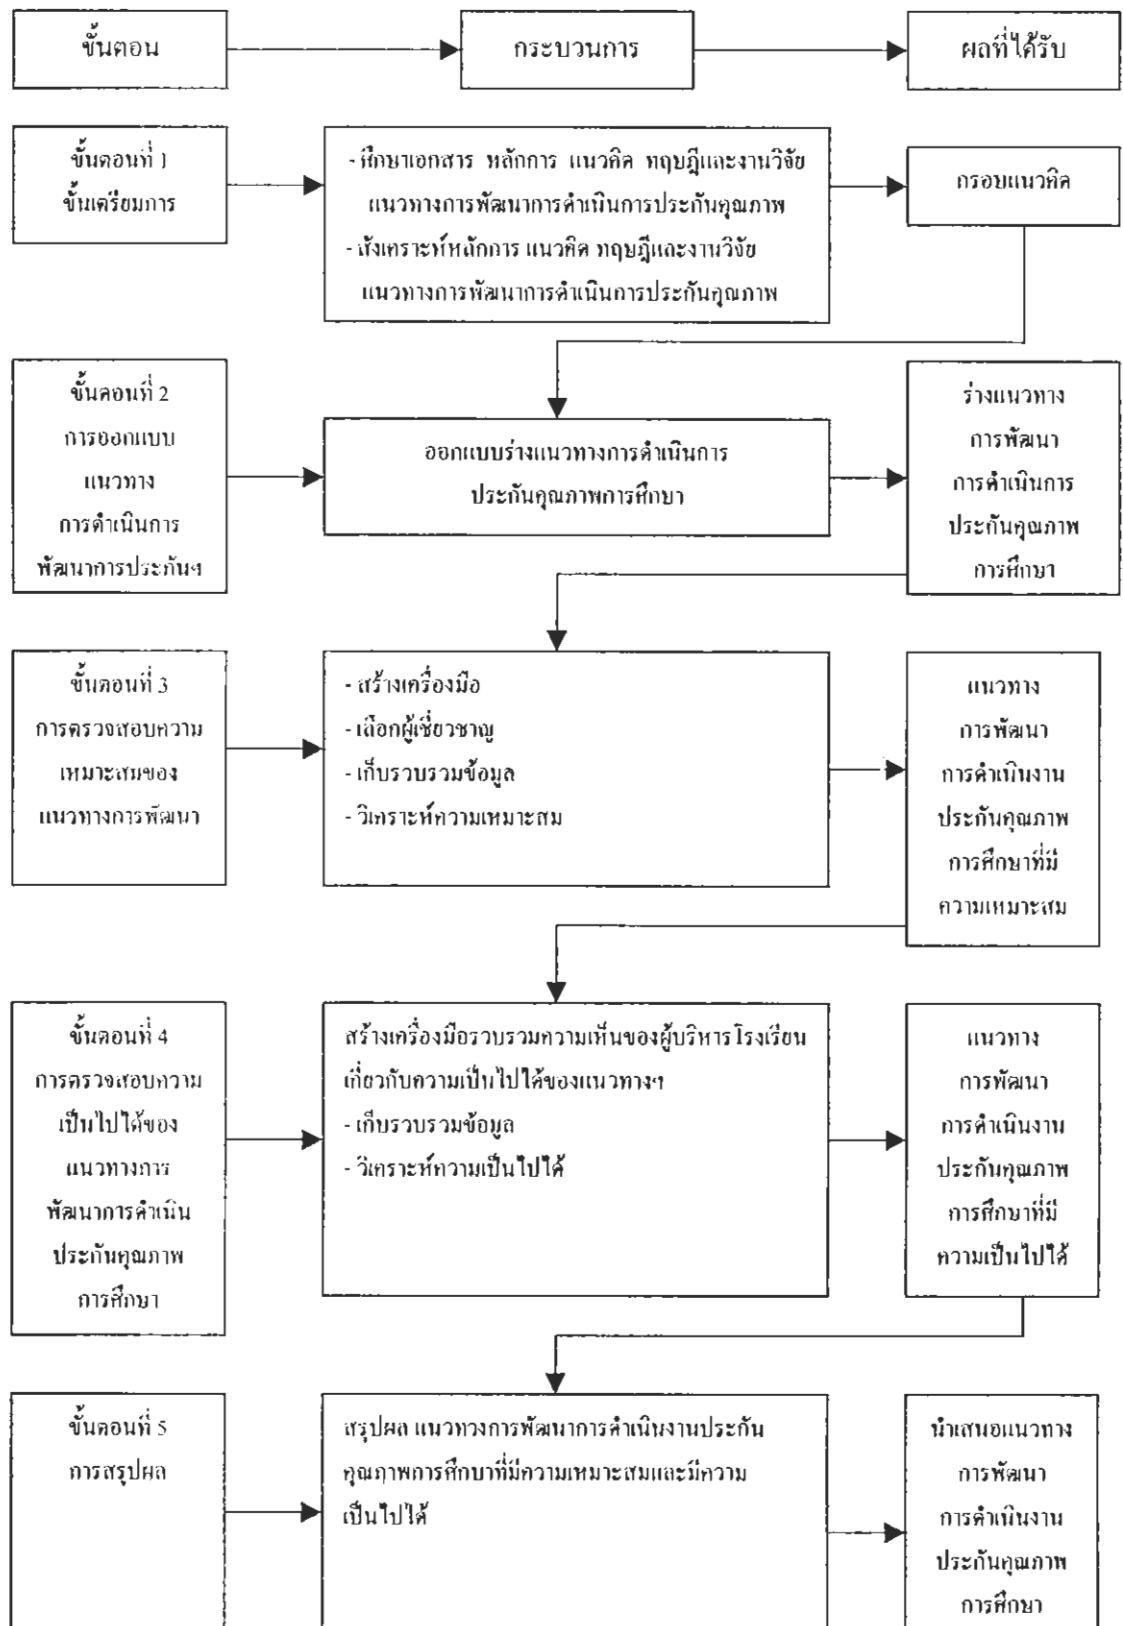 ขั้นตอน
กระบวนการ
ผลที่ได้รับ
ขั้นตอนที่ 1
ขั้นเตรียมการ
- ศึกษาเอกสาร หลักการ แนวคิด ทฤษฎีและงานวิจัย
แนวทางการพัฒนาการดำเนินการประกันคุณภาพ
- สังเคราะห์หลักการ แนวคิด ทฤษฎีและงานวิจัย
แนวทางการพัฒนาการดำเนินการประกันคุณภาพ
กรอบแนวคิด
ขั้นตอนที่ 2
การออกแบบ
แนวทาง
การดำเนินการ
พัฒนาการประกันฯ
ออกแบบร่างแนวทางการดำเนินการ
ประกันคุณภาพการศึกษา
ร่างแนวทาง
การพัฒนา
การดำเนินการ
ประกันคุณภาพ
การศึกษา
ขั้นตอนที่ 3
การตรวจสอบความ
เหมาะสมของ
แนวทางการพัฒนา
- สร้างเครื่องมือ
- เลือกผู้เชี่ยวชาญ
- เก็บรวบรวมข้อมูล
- วิเคราะห์ความเหมาะสม
แนวทาง
การพัฒนา
การดำเนินงาน
ประกันคุณภาพ
การศึกษาที่มี
ความเหมาะสม
ขั้นตอนที่ 4
การตรวจสอบความ
เป็นไปได้ของ
แนวทางการ
พัฒนาการดำเนิน
ประกันคุณภาพ
การศึกษา
สร้างเครื่องมือรวบรวมความเห็นของผู้บริหารโรงเรียน
เกี่ยวกับความเป็นไปได้ของแนวทางฯ
- เก็บรวบรวมข้อมูล
- วิเคราะห์ความเป็นไปได้
แนวทาง
การพัฒนา
การดำเนินงาน
ประกันคุณภาพ
การศึกษาที่มี
ความเป็นไปได้
ขั้นตอนที่ 5
การสรุปผล
สรุปผล แนวทวงการพัฒนาการดำเนินงานประกัน
คุณภาพการศึกษาที่มีความเหมาะสมและมีความ
เป็นไปได้
นำเสนอแนวทาง
การพัฒนา
การดำเนินงาน
ประกันคุณภาพ
การศึกษา